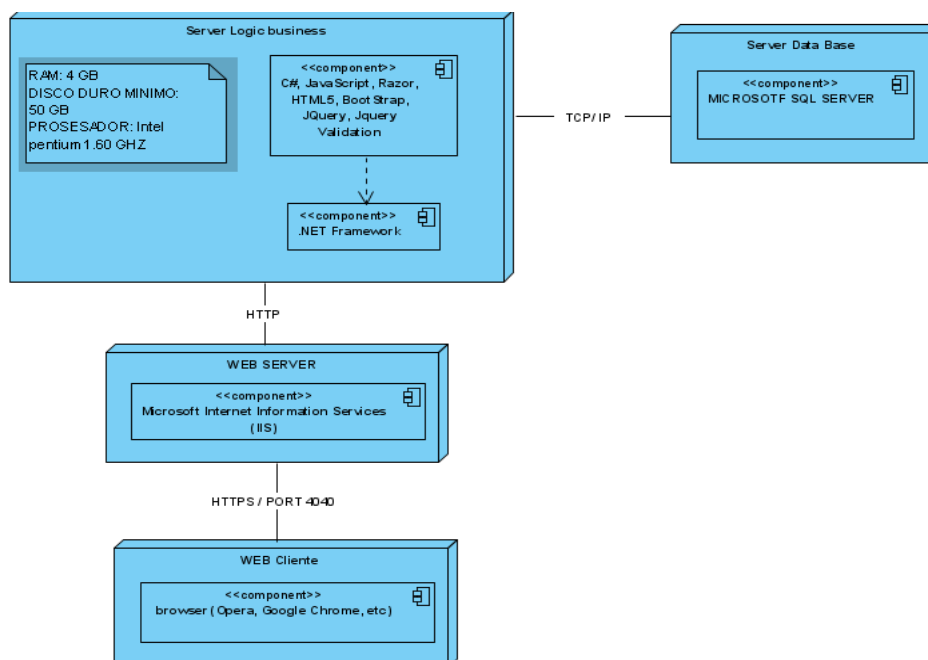 Server Logic business
RAM: 4 GB
DISCO DURO MINIMO:
50 GB
PROSESADOR: Intel
pentium 1.60 GHZ
<<component>>
C#, JavaScript, Razor,
HTML5, BootStrap,
JQuery, Jquery
Validation
<<component>>
.NET Framework
TCP/IP
Server Data Base
<<component>>
MICROSOTF SQL SERVER
HTTP
WEB SERVER
<<component>>
Microsoft Internet Information Services
(IIS)
HTTPS / PORT 4040
WEB Cliente
<<component>>
browser (Opera, Google Chrome, etc)